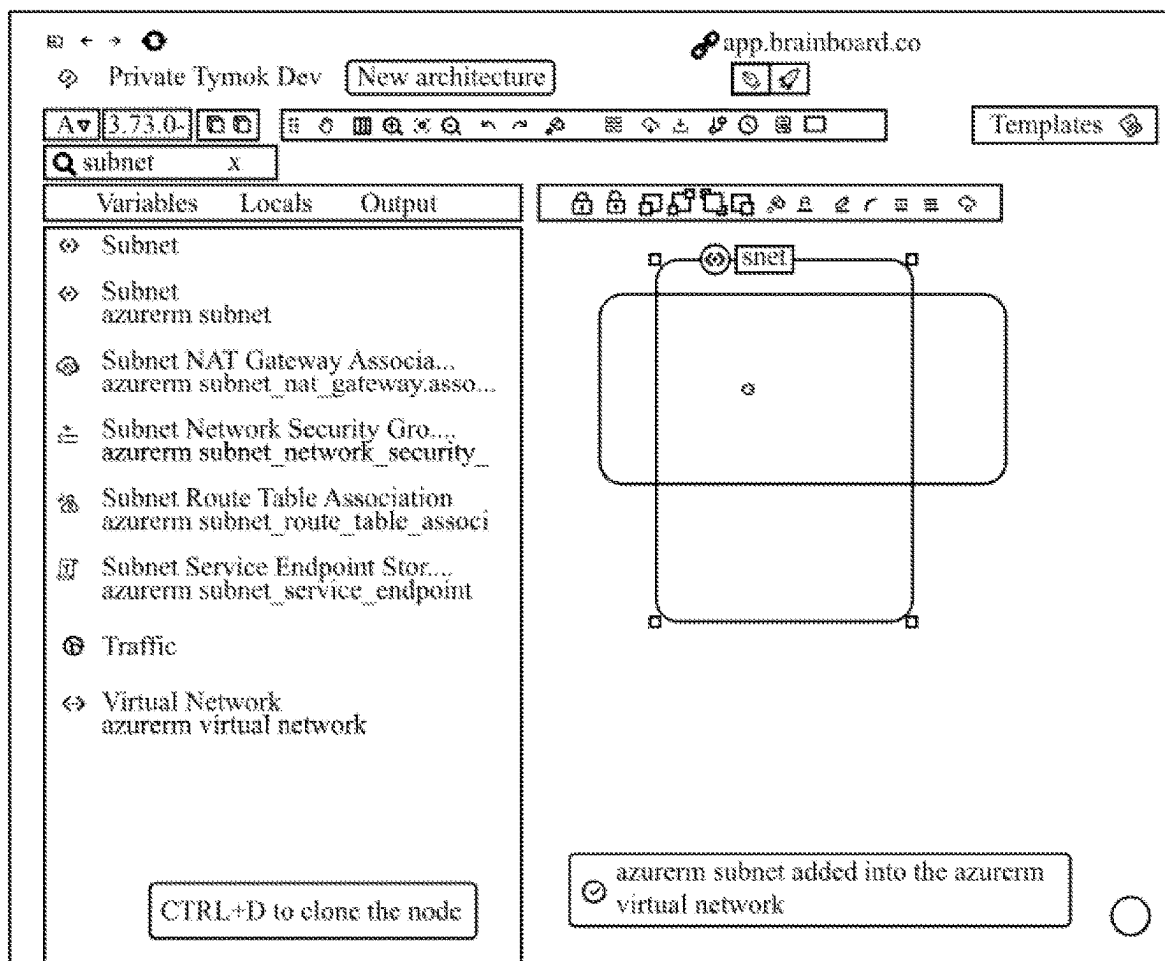 app.brainboard.co
Private Tymok Dev New architecture
A 3.73.0- Templates
subnet x
Variables Locals Output
Subnet
Subnet
azurerm subnet
Subnet NAT Gateway Associa...
azurerm subnet_nat_gateway.asso...
Subnet Network Security Gro....
azurerm subnet_network_security_
Subnet Route Table Association
azurerm subnet_route_table_associ
Subnet Service Endpoint Stor....
azurerm subnet_service_endpoint
Traffic
Virtual Network
azurerm virtual network
snet
CTRL+D to clone the node
azurerm subnet added into the azurerm
virtual network